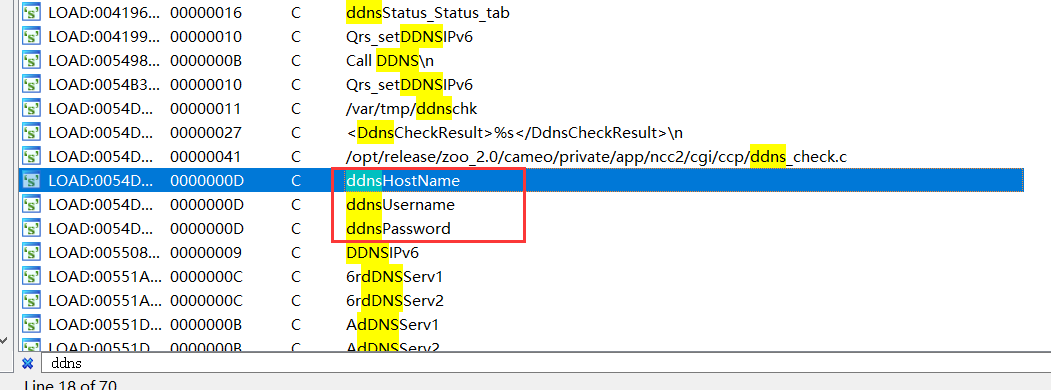 LOAD:004196... 00000016 C ddnsStatus_Status_tab
LOAD:004199... 00000010 C Qrs_setDDNSIPv6
LOAD:005498... 0000000B C Call DDNS\n
LOAD:0054B3... 00000010 C Qrs_setDDNSIPv6
LOAD:0054D... 00000011 C /var/tmp/ddnschk
LOAD:0054D... 00000027 C <DdnsCheckResult>%s</DdnsCheckResult>\n
LOAD:0054D... 00000041 C /opt/release/zoo_2.0/cameo/private/app/ncc2/cgi/ccp/ddns_check.c
LOAD:0054D... 0000000D C ddnsHostName
LOAD:0054D... 0000000D C ddnsUsername
LOAD:0054D... 0000000D C ddnsPassword
LOAD:005508... 00000009 C DDNSIPv6
LOAD:00551A... 0000000C C 6rdDNSServ1
LOAD:00551A... 0000000C C 6rdDNSServ2
LOAD:00551D... 0000000B C AdDNSServ1
LOAD:00551D... 0000000B C AdDNSServ2
ddns
Line 18 of 70